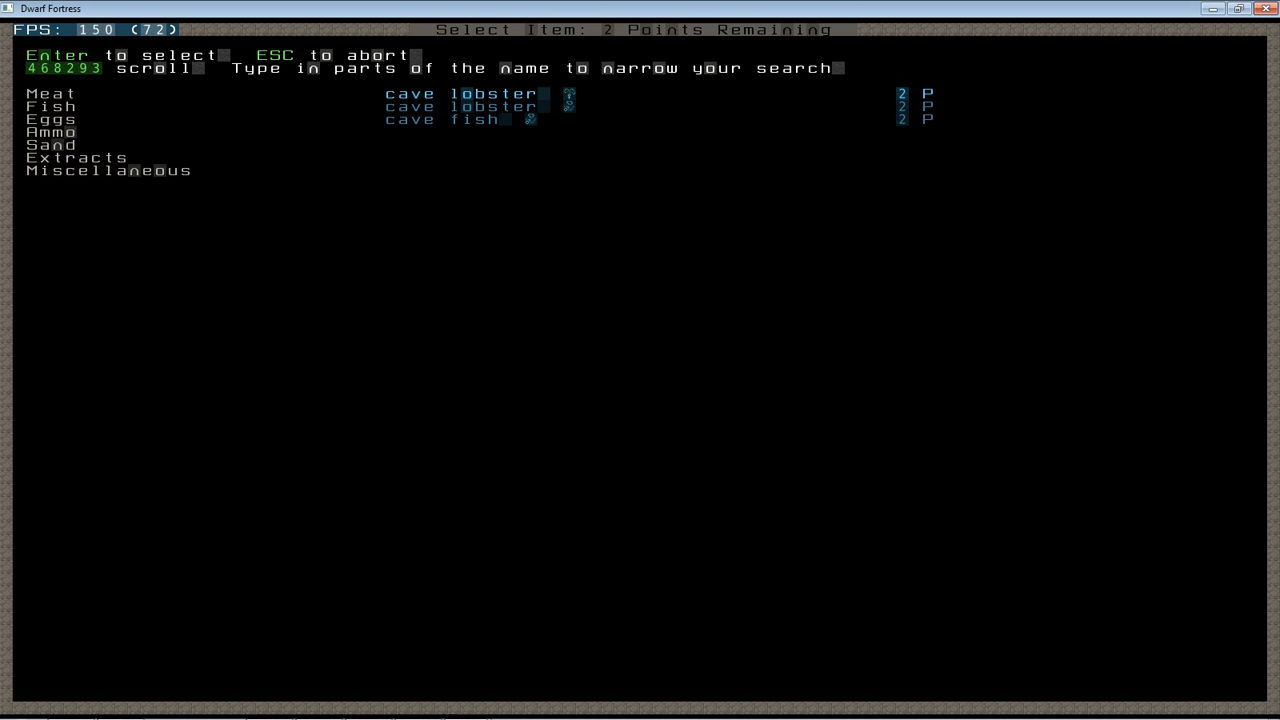 Dwarf Fortress
FPS: 150 (72) Select Item: 2 Points Remaining
Enter to select ESC to abort
468293 scroll Type in parts of the name to narrow your search
Meat cave lobster ♀ 2 P
Fish cave lobster ♂ 2 P
Eggs cave fish ♂ 2 P
Ammo
Sand
Extracts
Miscellaneous